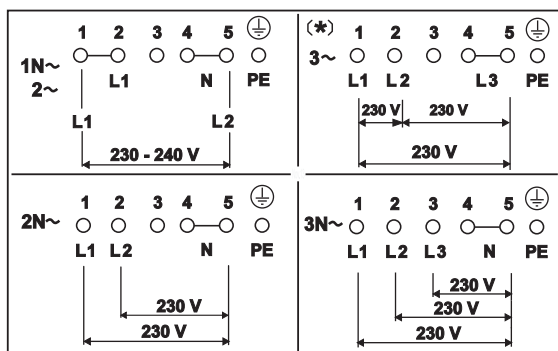 1 2 3 4 5
1N~
2~
L1 N PE
L1 L2
230 - 240 V
(*)
1 2 3 4 5
3~
L1 L2 L3 PE
230 V 230 V
230 V
1 2 3 4 5
2N~
L1 L2 N PE
230 V
230 V
1 2 3 4 5
3N~
L1 L2 L3 N PE
230 V
230 V
230 V